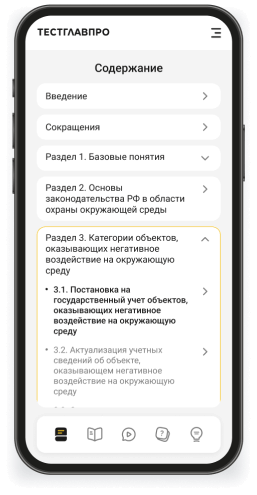 ТЕСТГЛАВПРО
Содержание
Введение
Сокращения
Раздел 1. Базовые понятия
Раздел 2. Основы
законодательства РФ в области
охраны окружающей среды
Раздел 3. Категории объектов,
оказывающих негативное
воздействие на окружающую
среду
• 3.1. Постановка на
государственный учет объектов,
оказывающих негативное
воздействие на окружающую
среду
• 3.2. Актуализация учетных
сведений об объекте,
оказывающем негативное
воздействие на окружающую
среду